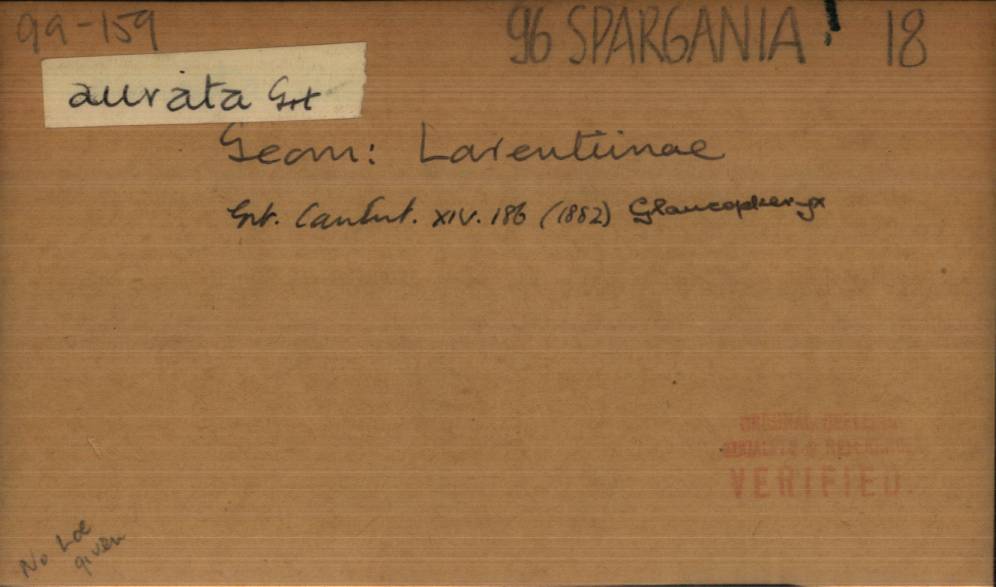 99-159
96 SPARGANIA ! 18
aurata Grt
Geom: Larentiinae
Grt. Can Ent. XIV. 186 (1882) Glaucopteryx
VERIFIED.
No Loc
given